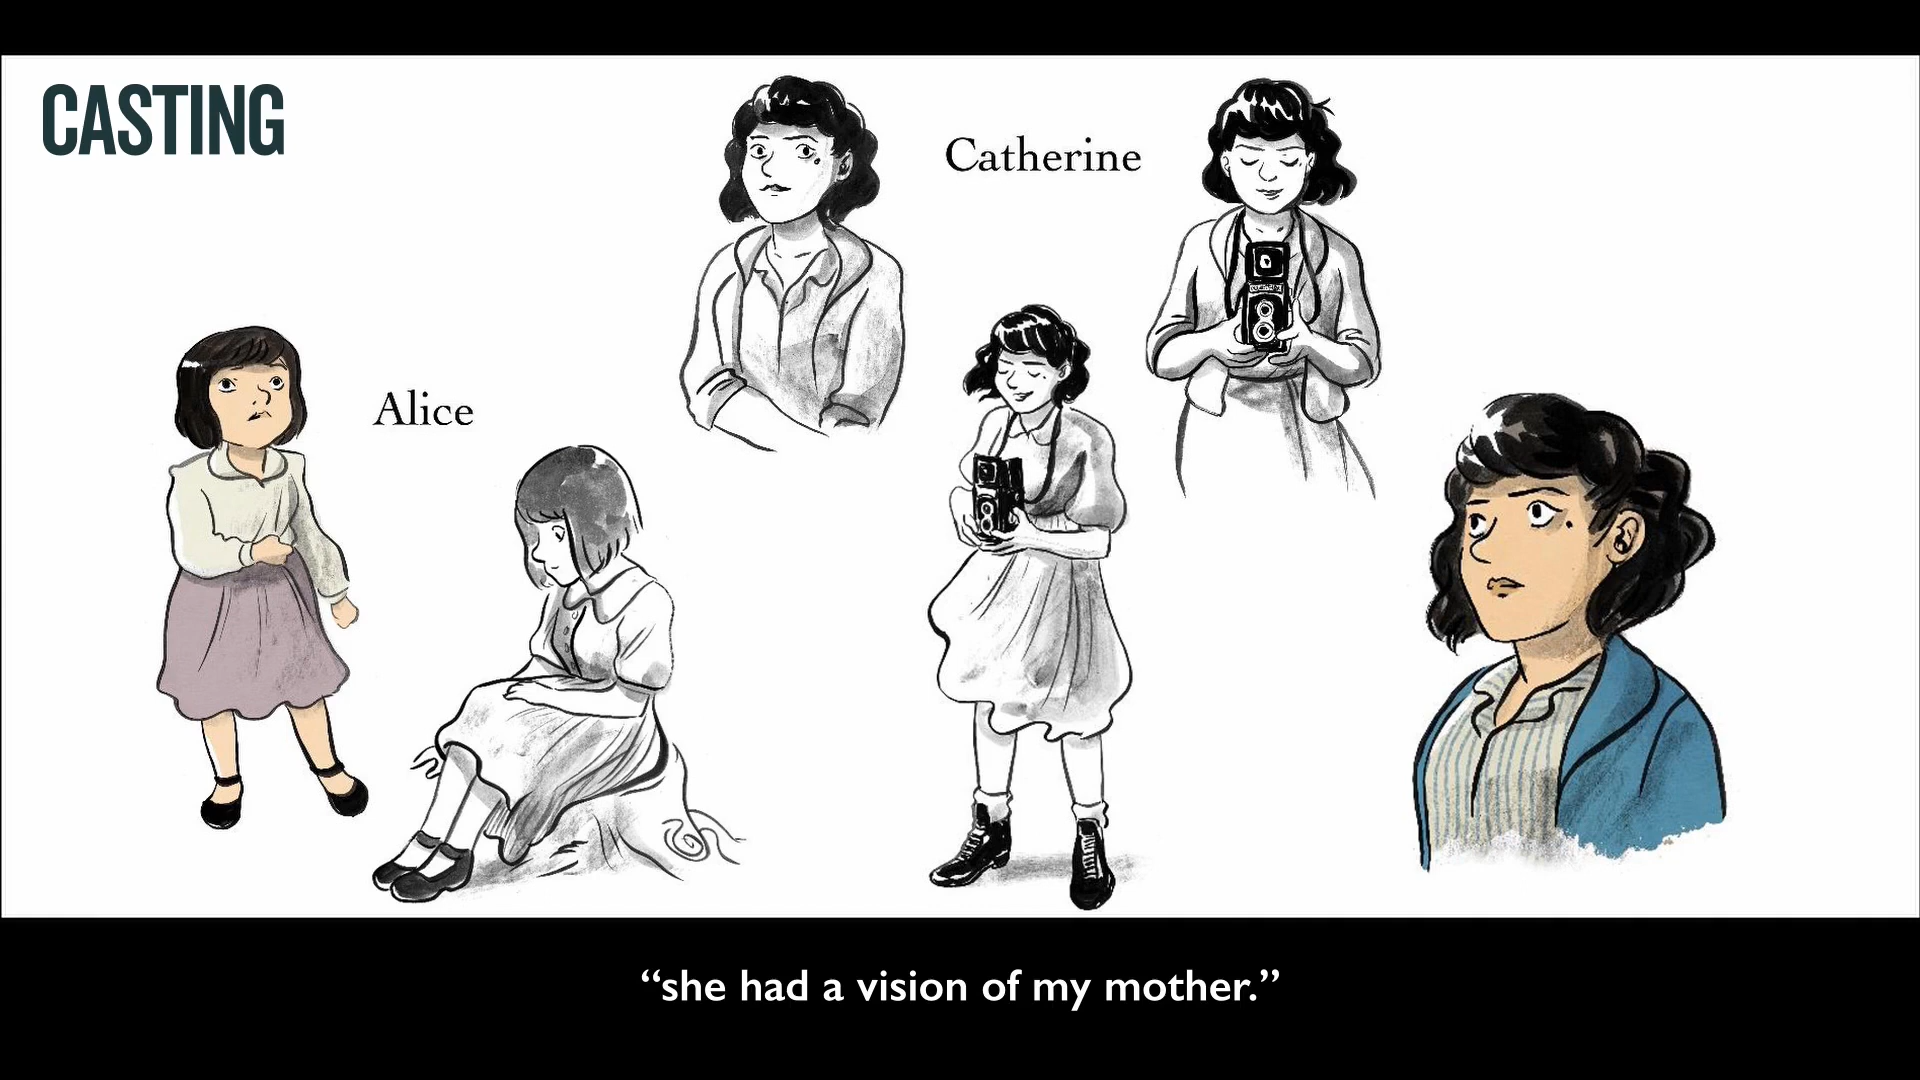 CASTING
Catherine
Alice
“she had a vision of my mother.”